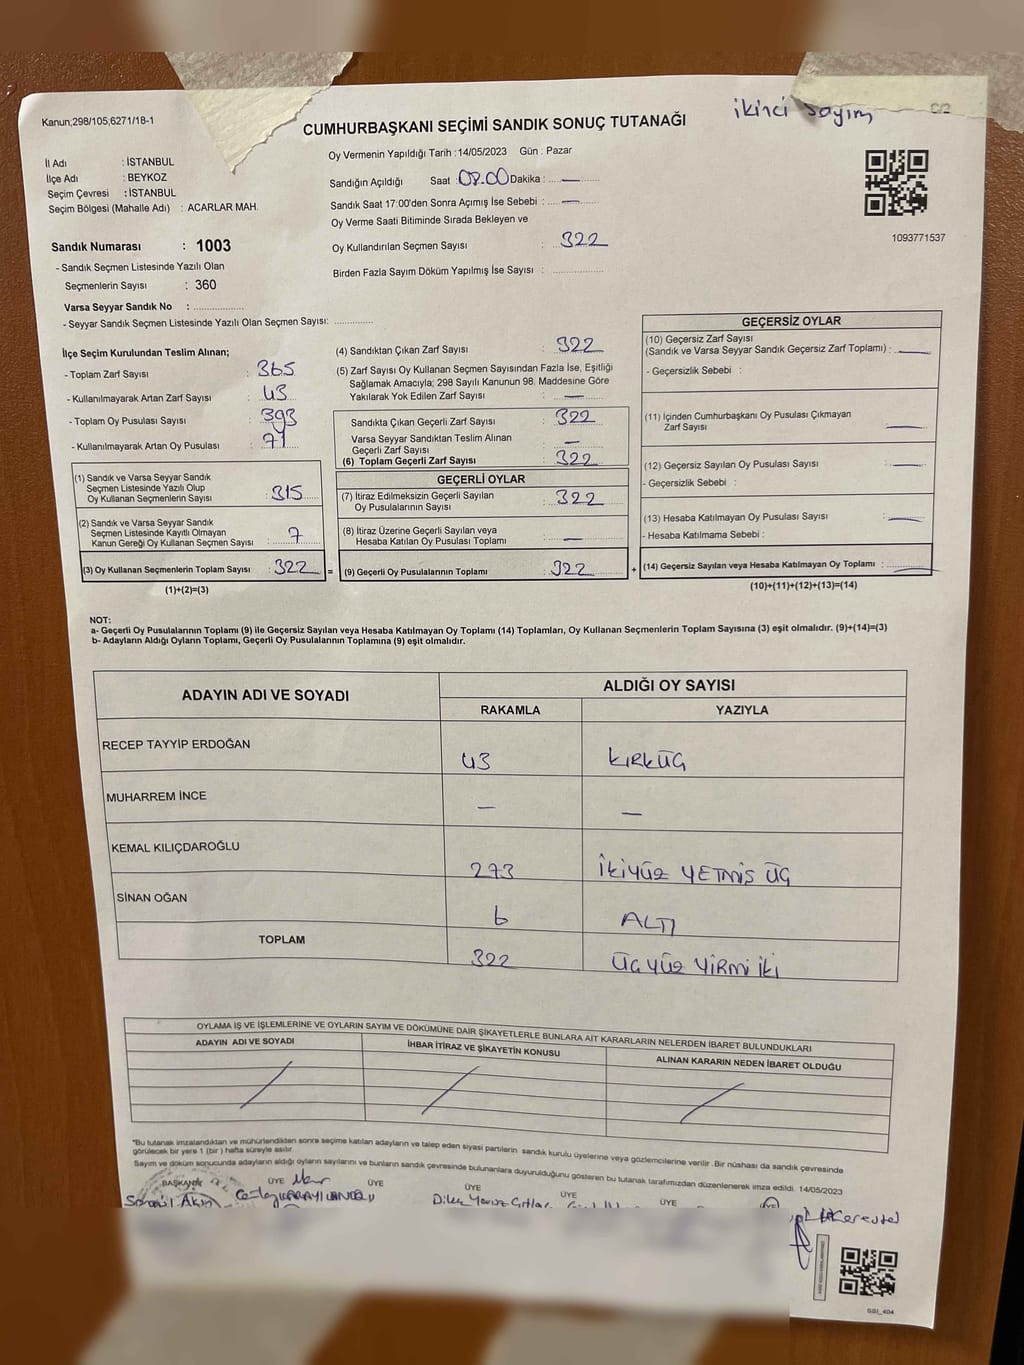 ikinci sayım
Kanun;298/105;6271/18-1
CUMHURBAŞKANI SEÇİMİ SANDIK SONUÇ TUTANAĞI
İl Adı : İSTANBUL
İlçe Adı : BEYKOZ
Seçim Çevresi : İSTANBUL
Seçim Bölgesi (Mahalle Adı) : ACARLAR MAH.
Oy Vermenin Yapıldığı Tarih :14/05/2023 Gün : Pazar
Sandığın Açıldığı Saat :08.00 Dakika : —
Sandık Saat 17:00'den Sonra Açımış İse Sebebi : —
Oy Verme Saati Bitiminde Sırada Bekleyen ve
Oy Kullandırılan Seçmen Sayısı : 322
Birden Fazla Sayım Döküm Yapılmış İse Sayısı : ..............
1093771537
Sandık Numarası : 1003
- Sandık Seçmen Listesinde Yazılı Olan
Seçmenlerin Sayısı : 360
Varsa Seyyar Sandık No : ..............
- Seyyar Sandık Seçmen Listesinde Yazılı Olan Seçmen Sayısı: ...........
İlçe Seçim Kurulundan Teslim Alınan;
- Toplam Zarf Sayısı : 365
- Kullanılmayarak Artan Zarf Sayısı : 43
- Toplam Oy Pusulası Sayısı : 393
- Kullanılmayarak Artan Oy Pusulası : 71
(1) Sandık ve Varsa Seyyar Sandık
Seçmen Listesinde Yazılı Olup
Oy Kullanan Seçmenlerin Sayısı : 315
(2) Sandık ve Varsa Seyyar Sandık
Seçmen Listesinde Kayıtlı Olmayan
Kanun Gereği Oy Kullanan Seçmen Sayısı : 7
(3) Oy Kullanan Seçmenlerin Toplam Sayısı : 322 =
(1)+(2)=(3)
(4) Sandıktan Çıkan Zarf Sayısı : 322
(5) Zarf Sayısı Oy Kullanan Seçmen Sayısından Fazla İse, Eşitliği
Sağlamak Amacıyla; 298 Sayılı Kanunun 98. Maddesine Göre
Yakılarak Yok Edilen Zarf Sayısı : —
Sandıkta Çıkan Geçerli Zarf Sayısı : 322
Varsa Seyyar Sandıktan Teslim Alınan
Geçerli Zarf Sayısı : —
(6) Toplam Geçerli Zarf Sayısı : 322
GEÇERLİ OYLAR
(7) İtiraz Edilmeksizin Geçerli Sayılan
Oy Pusulalarının Sayısı : 322
(8) İtiraz Üzerine Geçerli Sayılan veya
Hesaba Katılan Oy Pusulası Toplamı : —
(9) Geçerli Oy Pusulalarının Toplamı : 322 +
GEÇERSİZ OYLAR
(10) Geçersiz Zarf Sayısı
(Sandık ve Varsa Seyyar Sandık Geçersiz Zarf Toplamı) : —
- Geçersizlik Sebebi :
(11) İçinden Cumhurbaşkanı Oy Pusulası Çıkmayan
Zarf Sayısı —
(12) Geçersiz Sayılan Oy Pusulası Sayısı : —
- Geçersizlik Sebebi :
(13) Hesaba Katılmayan Oy Pusulası Sayısı : —
- Hesaba Katılmama Sebebi :
(14) Geçersiz Sayılan veya Hesaba Katılmayan Oy Toplamı : —
(10)+(11)+(12)+(13)=(14)
NOT:
a- Geçerli Oy Pusulalarının Toplamı (9) ile Geçersiz Sayılan veya Hesaba Katılmayan Oy Toplamı (14) Toplamları, Oy Kullanan Seçmenlerin Toplam Sayısına (3) eşit olmalıdır. (9)+(14)=(3)
b- Adayların Aldığı Oyların Toplamı, Geçerli Oy Pusulalarının Toplamına (9) eşit olmalıdır.
ADAYIN ADI VE SOYADI ALDIĞI OY SAYISI
RAKAMLA YAZIYLA
RECEP TAYYİP ERDOĞAN 43 KIRKÜÇ
MUHARREM İNCE — —
KEMAL KILIÇDAROĞLU 273 İKİYÜZ YETMİŞ ÜÇ
SİNAN OĞAN 6 ALTI
TOPLAM 322 ÜÇYÜZ YİRMİ İKİ
OYLAMA İŞ VE İŞLEMLERİNE VE OYLARIN SAYIM VE DÖKÜMÜNE DAİR ŞİKAYETLERLE BUNLARA AİT KARARLARIN NELERDEN İBARET BULUNDUKLARI
ADAYIN ADI VE SOYADI İHBAR İTİRAZ VE ŞİKAYETİN KONUSU ALINAN KARARIN NEDEN İBARET OLDUĞU
*Bu tutanak imzalandıktan ve mühürlendikten sonra seçime katılan adayların ve talep eden siyasi partilerin sandık kurulu üyelerine veya gözlemcilerine verilir .Bir nüshası da sandık çevresinde
görülecek bir yere 1 (bir ) hafta süreyle asılır.
Sayım ve döküm sonucunda adayların aldığı oyların sayılarını ve bunların sandık çevresinde bulunanlara duyurulduğunu gösteren bu tutanak tarafımızdan düzenlenerek imza edildi. 14/05/2023
BAŞKAN ÜYE ÜYE ÜYE ÜYE ÜYE ÜYE
GSI_404